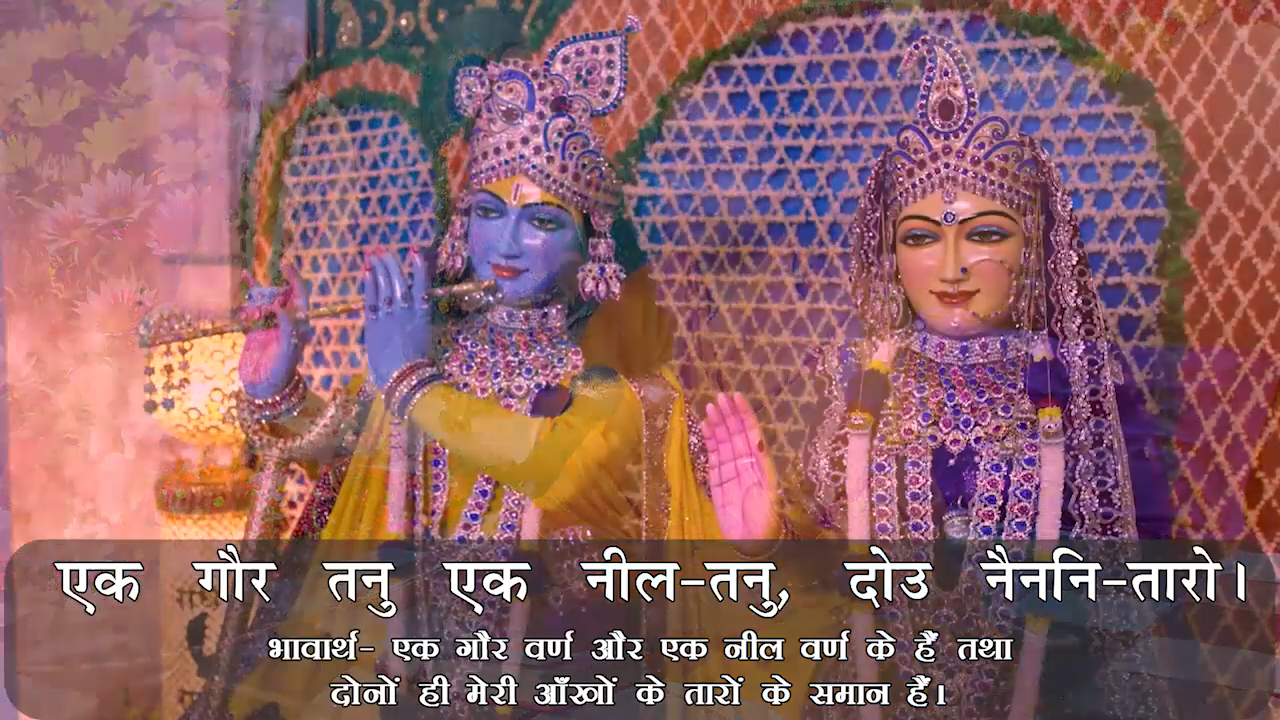 एक गौर तनु एक नील-तनु, दोउ नैननि-तारो।
भावार्थ- एक गौर वर्ण और एक नील वर्ण के हैं तथा
दोनों ही मेरी आँखों के तारों के समान हैं।